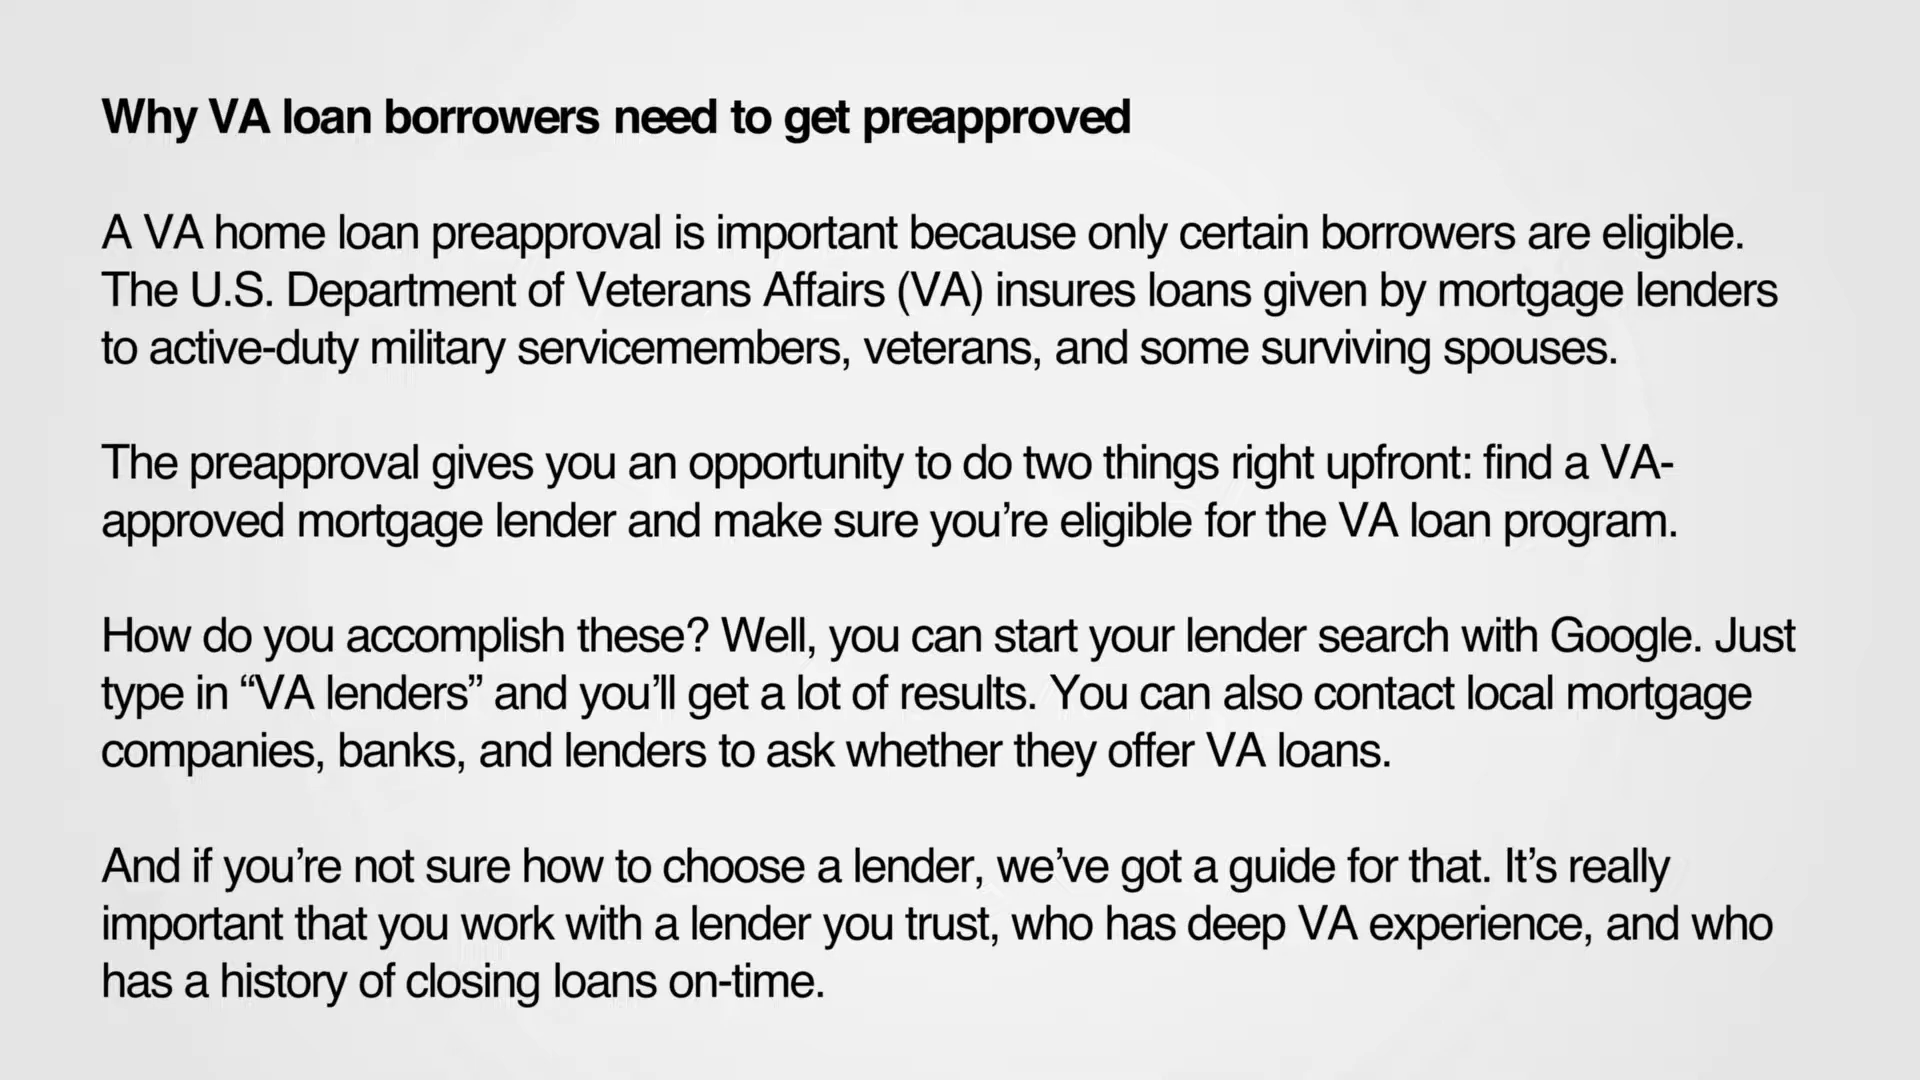 Why VA loan borrowers need to get preapproved
A VA home loan preapproval is important because only certain borrowers are eligible.
The U.S. Department of Veterans Affairs (VA) insures loans given by mortgage lenders
to active-duty military servicemembers, veterans, and some surviving spouses.
The preapproval gives you an opportunity to do two things right upfront: find a VA-
approved mortgage lender and make sure you’re eligible for the VA loan program.
How do you accomplish these? Well, you can start your lender search with Google. Just
type in “VA lenders” and you’ll get a lot of results. You can also contact local mortgage
companies, banks, and lenders to ask whether they offer VA loans.
And if you’re not sure how to choose a lender, we’ve got a guide for that. It’s really
important that you work with a lender you trust, who has deep VA experience, and who
has a history of closing loans on-time.